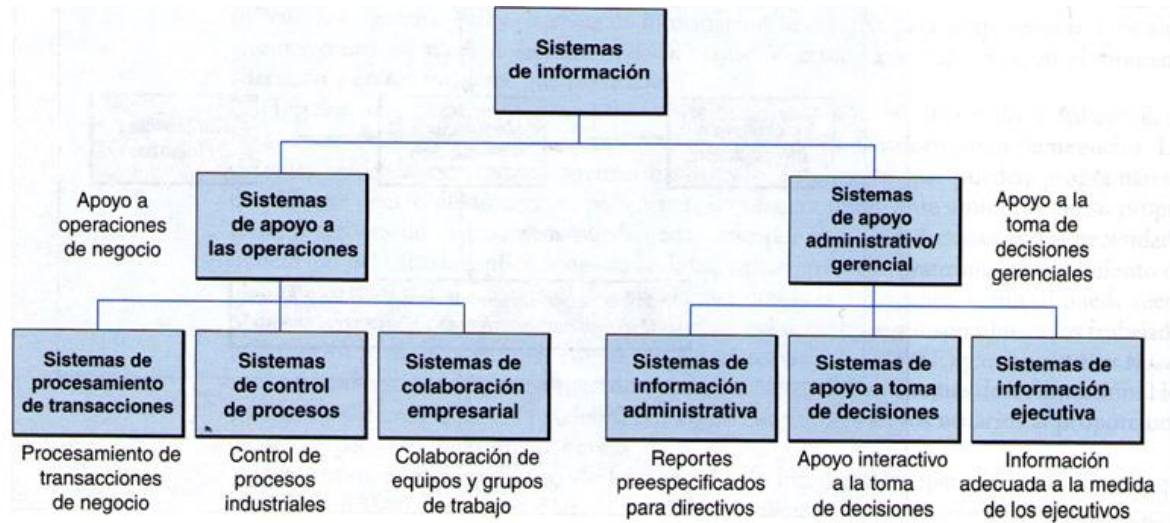 Sistemas
de información
Apoyo a
operaciones
de negocio
Sistemas
de apoyo a
las operaciones
Sistemas
de apoyo
administrativo/
gerencial
Apoyo a la
toma de
decisiones
gerenciales
Sistemas de
procesamiento
de transacciones
Sistemas
de control
de procesos
Sistemas de
colaboración
empresarial
Sistemas de
información
administrativa
Sistemas de
apoyo a toma
de decisiones
Sistemas de
información
ejecutiva
Procesamiento de
transacciones
de negocio
Control de
procesos
industriales
Colaboración de
equipos y grupos
de trabajo
Reportes
preespecificados
para directivos
Apoyo interactivo
a la toma
de decisiones
Información
adecuada a la medida
de los ejecutivos